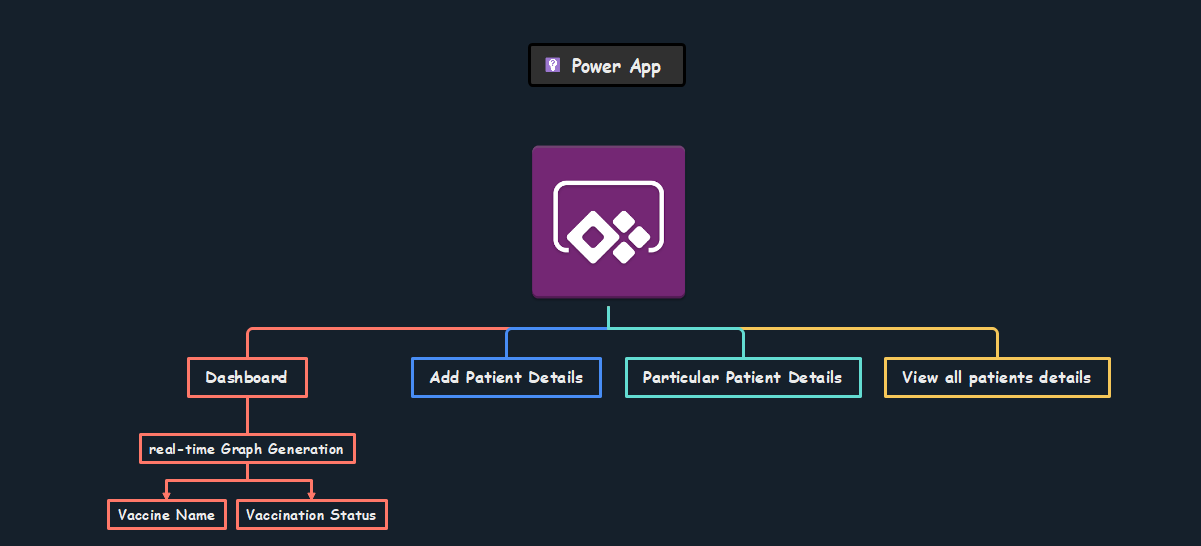 Power App
Dashboard
Add Patient Details
Particular Patient Details
View all patients details
real-time Graph Generation
Vaccine Name
Vaccination Status